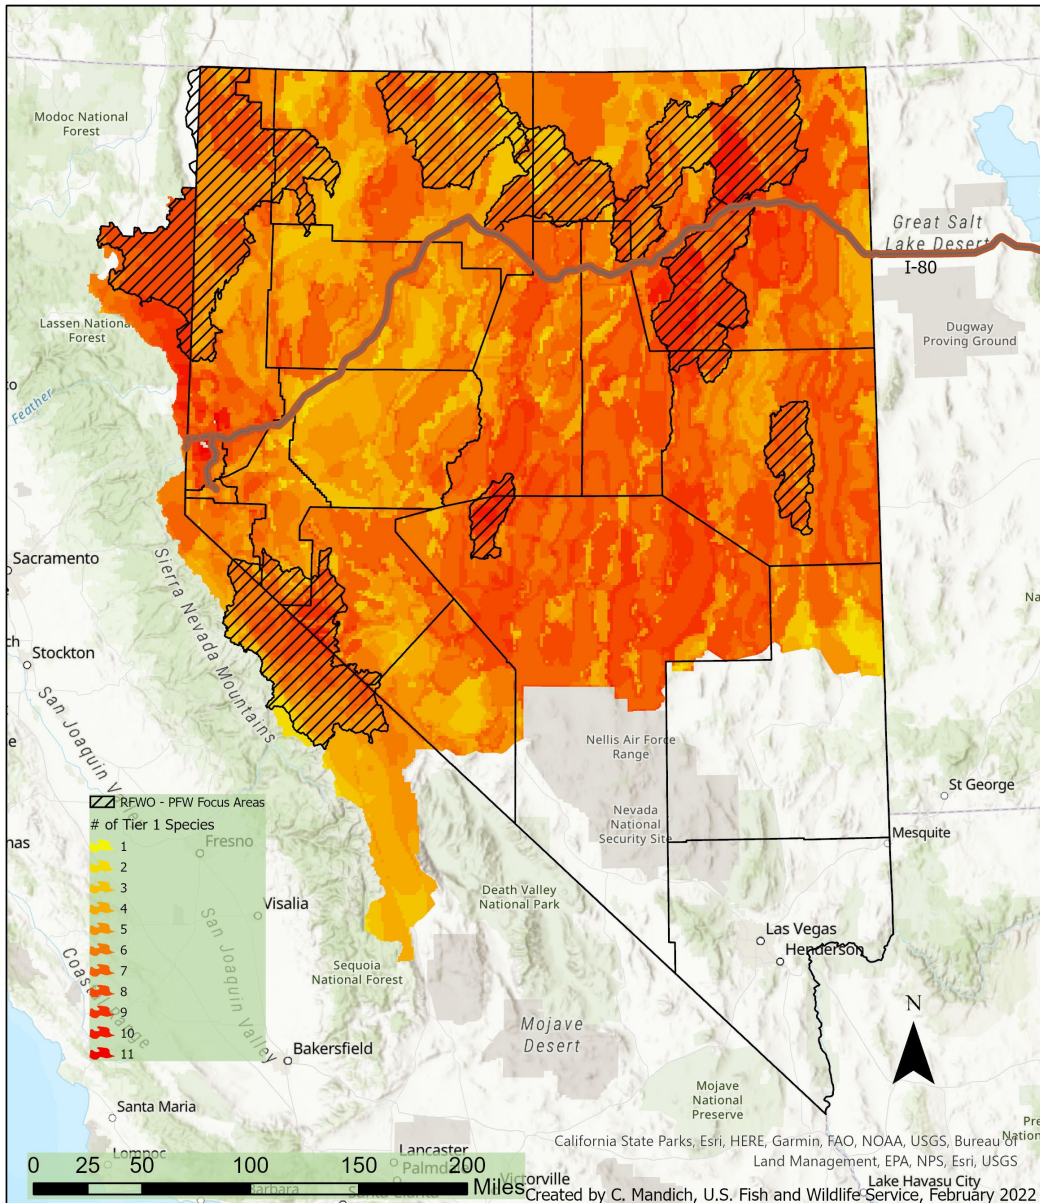 Modoc National
Forest
Great Salt
Lake Desert
I-80
Dugway
Proving Ground
Lassen National
Forest
Feather
Sacramento
Stockton
Sierra Nevada Mountains
San Joaquin V
Nellis Air Force
Range
Nevada
National
Security Site
St George
Mesquite
RFWO - PFW Focus Areas
# of Tier 1 Species
1
2
3
4
5
6
7
8
9
10
11
Fresno
Visalia
San Joaquin Valley
Sequoia
National Forest
Death Valley
National Park
Las Vegas
Henderson
Bakersfield
Mojave
Desert
N
Mojave
National
Preserve
Santa Maria
Lompoc
Lancaster
Palmd
Victorville
Lake Havasu City
0 25 50 100 150 200
Miles
California State Parks, Esri, HERE, Garmin, FAO, NOAA, USGS, Bureau of
Land Management, EPA, NPS, Esri, USGS
Created by C. Mandich, U.S. Fish and Wildlife Service, February 2022